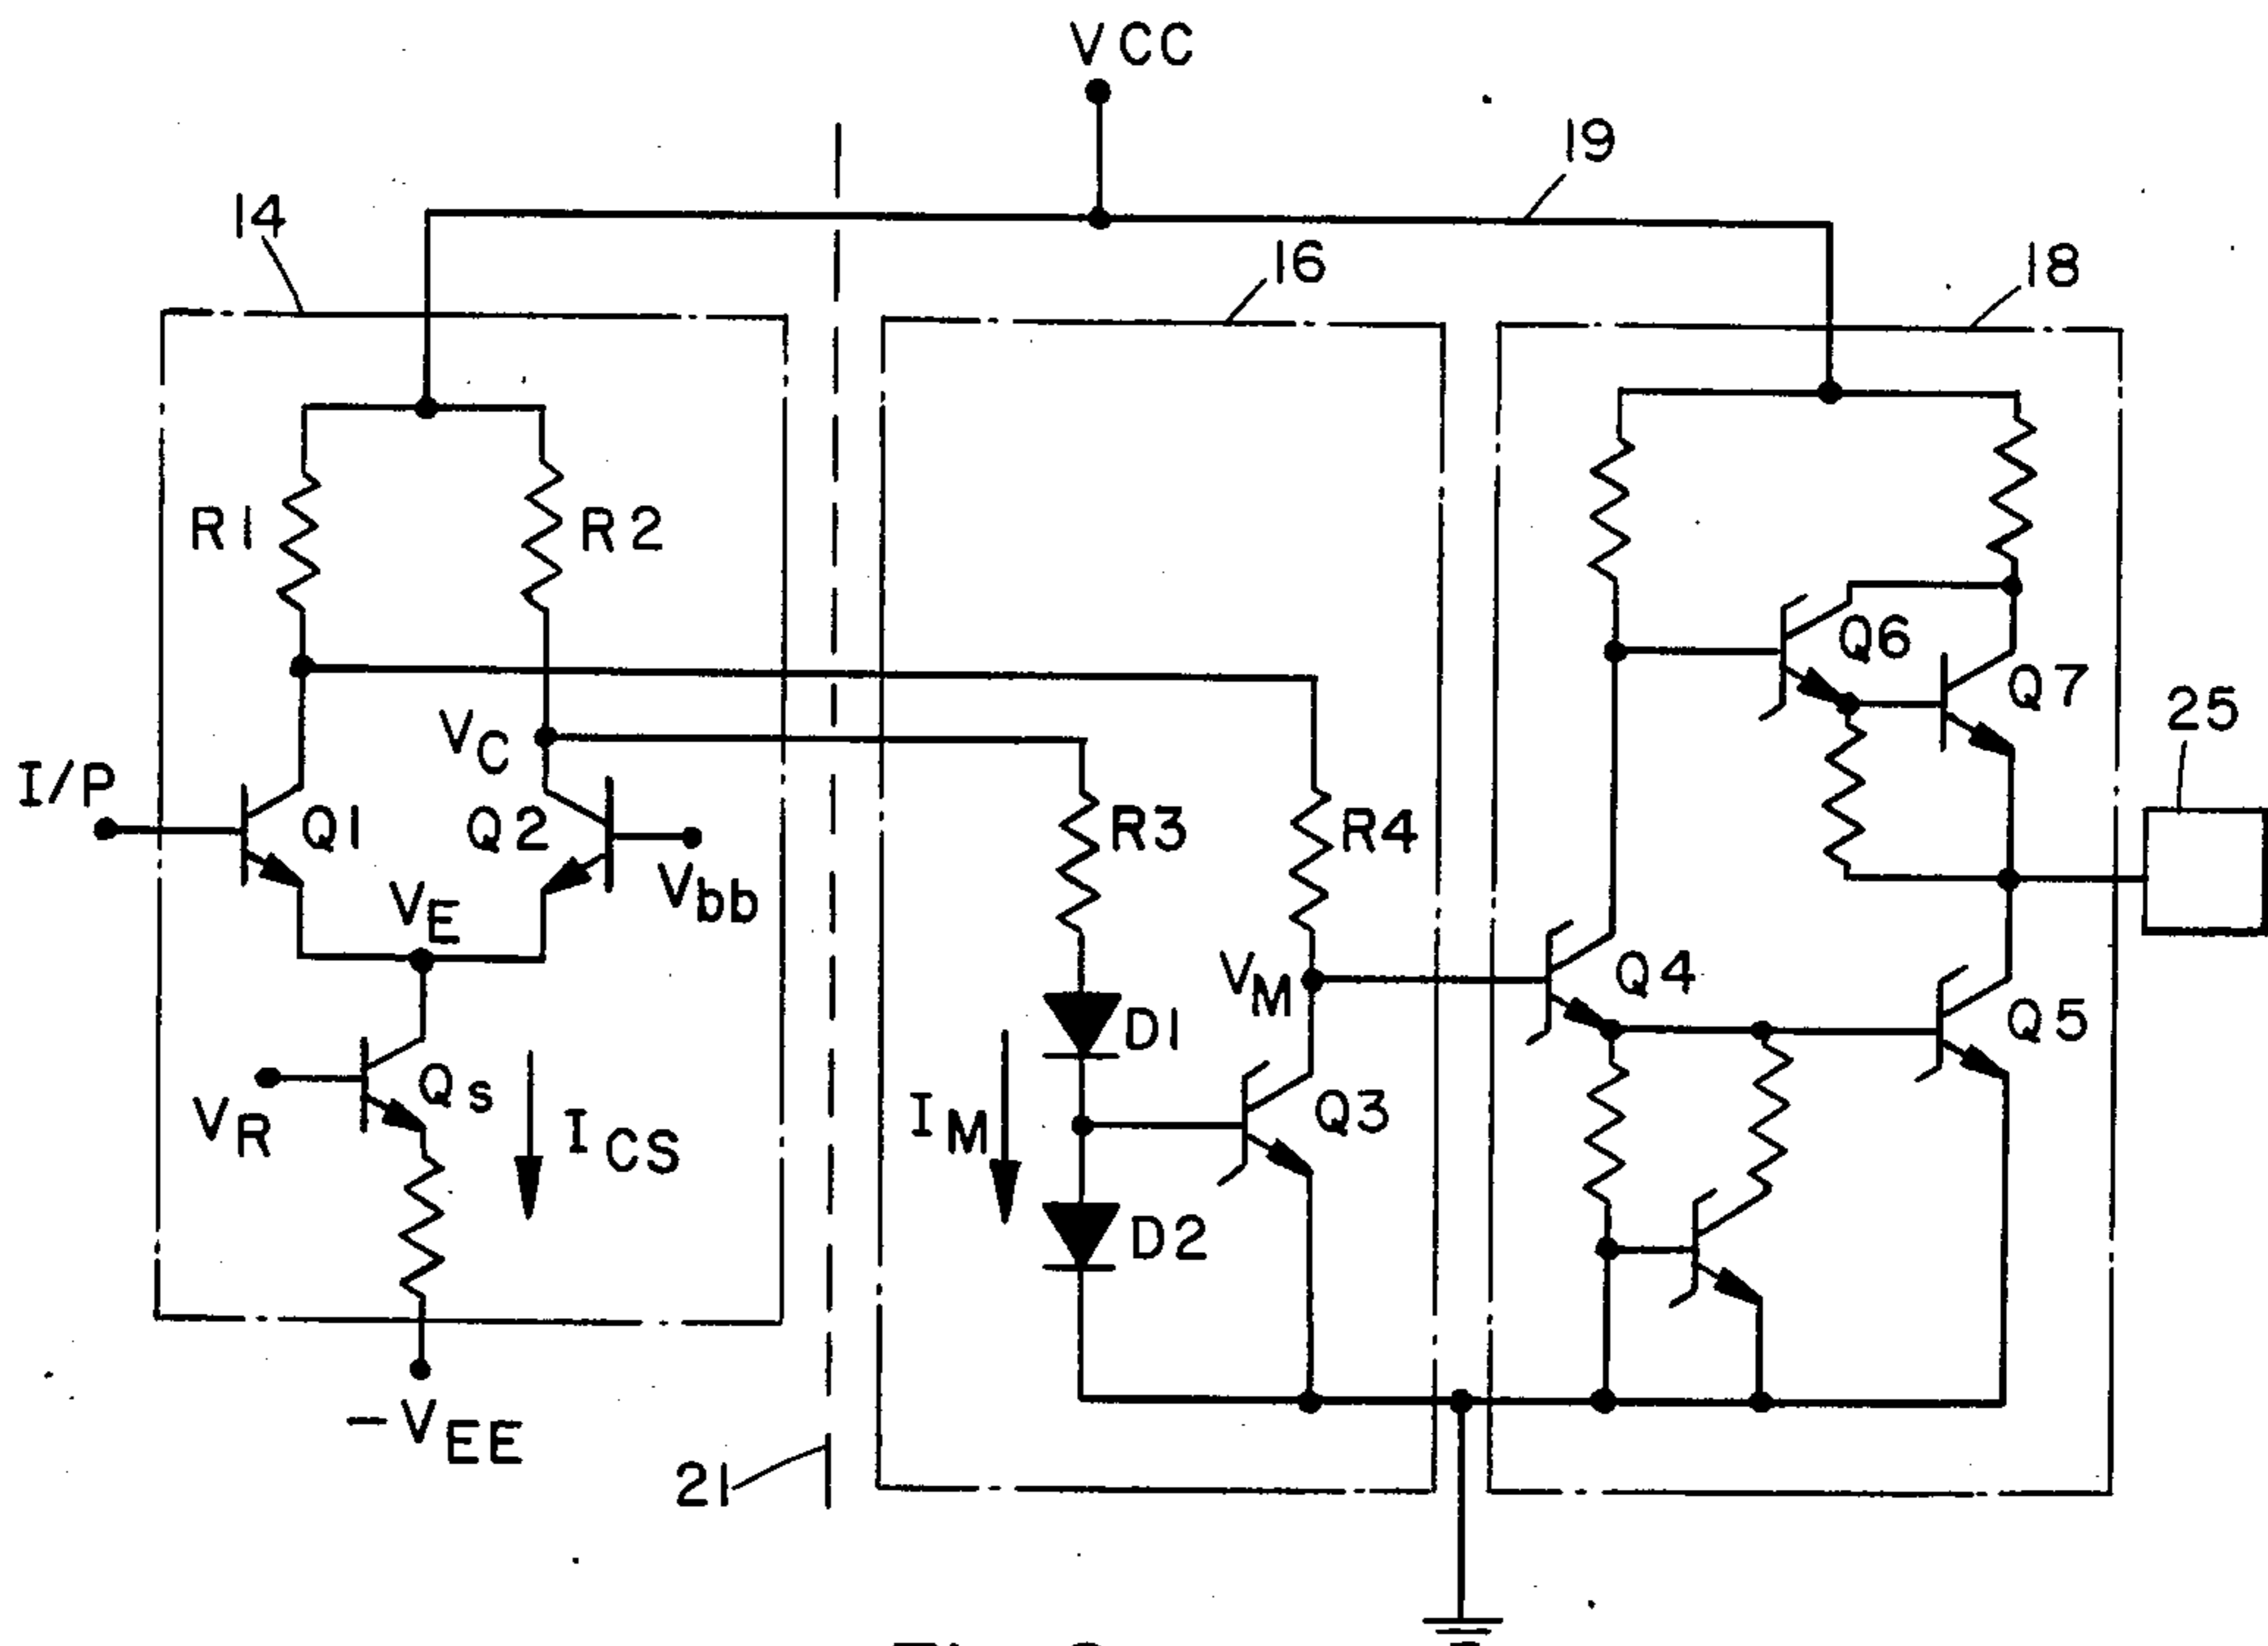 VCC
19
14
16
18
R1
R2
Q6
Q7
25
VC
I/P
Q1
Q2
R3
R4
Vbb
VE
VM
Q4
D1
Q5
Qs
VR
ICS
IM
Q3
D2
-VEE
21